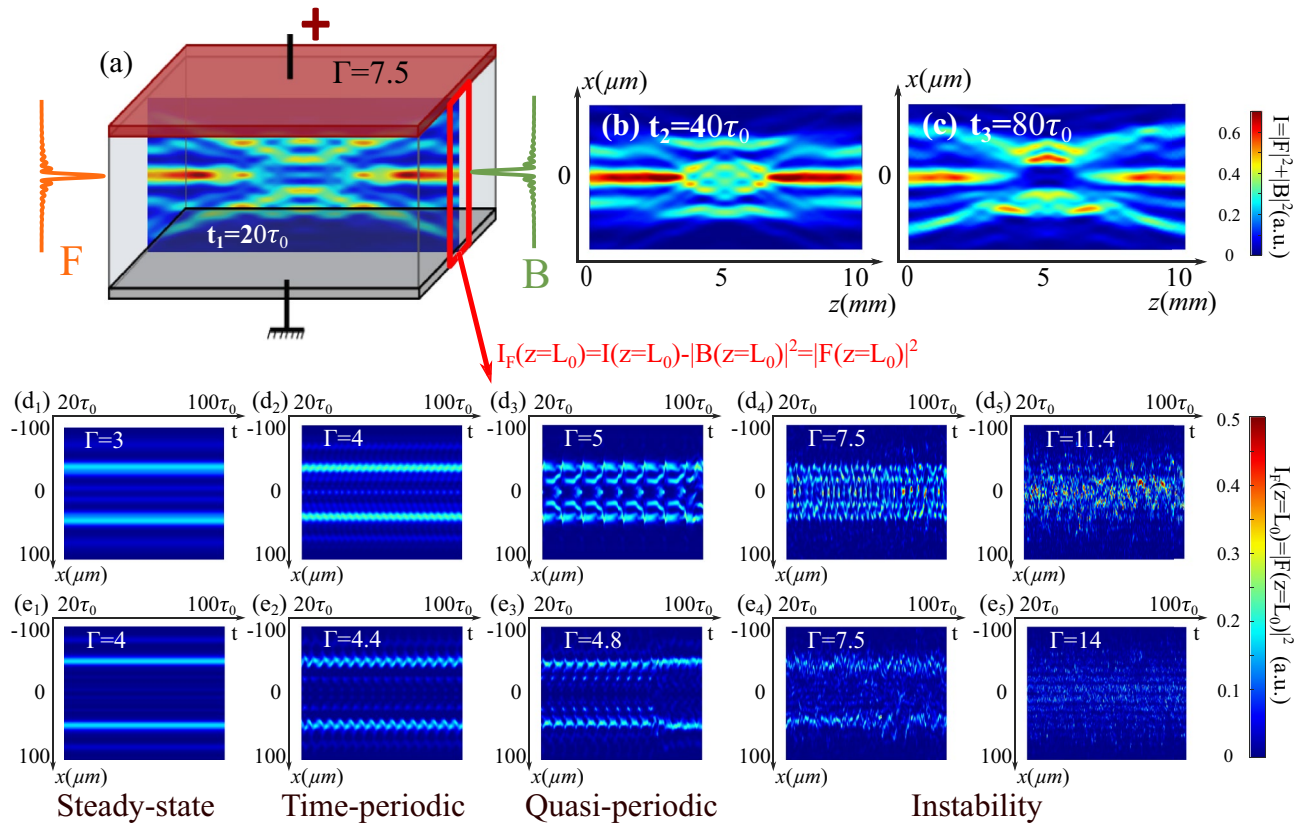 (a)
+
Γ=7.5
F
B
t₁=20τ₀
x(μm)
(b) t₂=40τ₀
0
0 5 10
z(mm)
x(μm)
(c) t₃=80τ₀
0
0 5 10
z(mm)
0.6
0.4
0.2
0
I=|F|²+|B|²(a.u.)
I_F(z=L₀)=I(z=L₀)-|B(z=L₀)|²=|F(z=L₀)|²
(d₁) 20τ₀ 100τ₀ t
-100
0
100
x(μm)
Γ=3
(d₂) 20τ₀ 100τ₀ t
-100
0
100
x(μm)
Γ=4
(d₃) 20τ₀ 100τ₀ t
-100
0
100
x(μm)
Γ=5
(d₄) 20τ₀ 100τ₀ t
-100
0
100
x(μm)
Γ=7.5
(d₅) 20τ₀ 100τ₀ t
-100
0
100
x(μm)
Γ=11.4
(e₁) 20τ₀ 100τ₀ t
-100
0
100
x(μm)
Γ=4
(e₂) 20τ₀ 100τ₀ t
-100
0
100
x(μm)
Γ=4.4
(e₃) 20τ₀ 100τ₀ t
-100
0
100
x(μm)
Γ=4.8
(e₄) 20τ₀ 100τ₀ t
-100
0
100
x(μm)
Γ=7.5
(e₅) 20τ₀ 100τ₀ t
-100
0
100
x(μm)
Γ=14
0.5
0.4
0.3
0.2
0.1
0
I_F(z=L₀)=|F(z=L₀)|² (a.u.)
Steady-state Time-periodic Quasi-periodic Instability